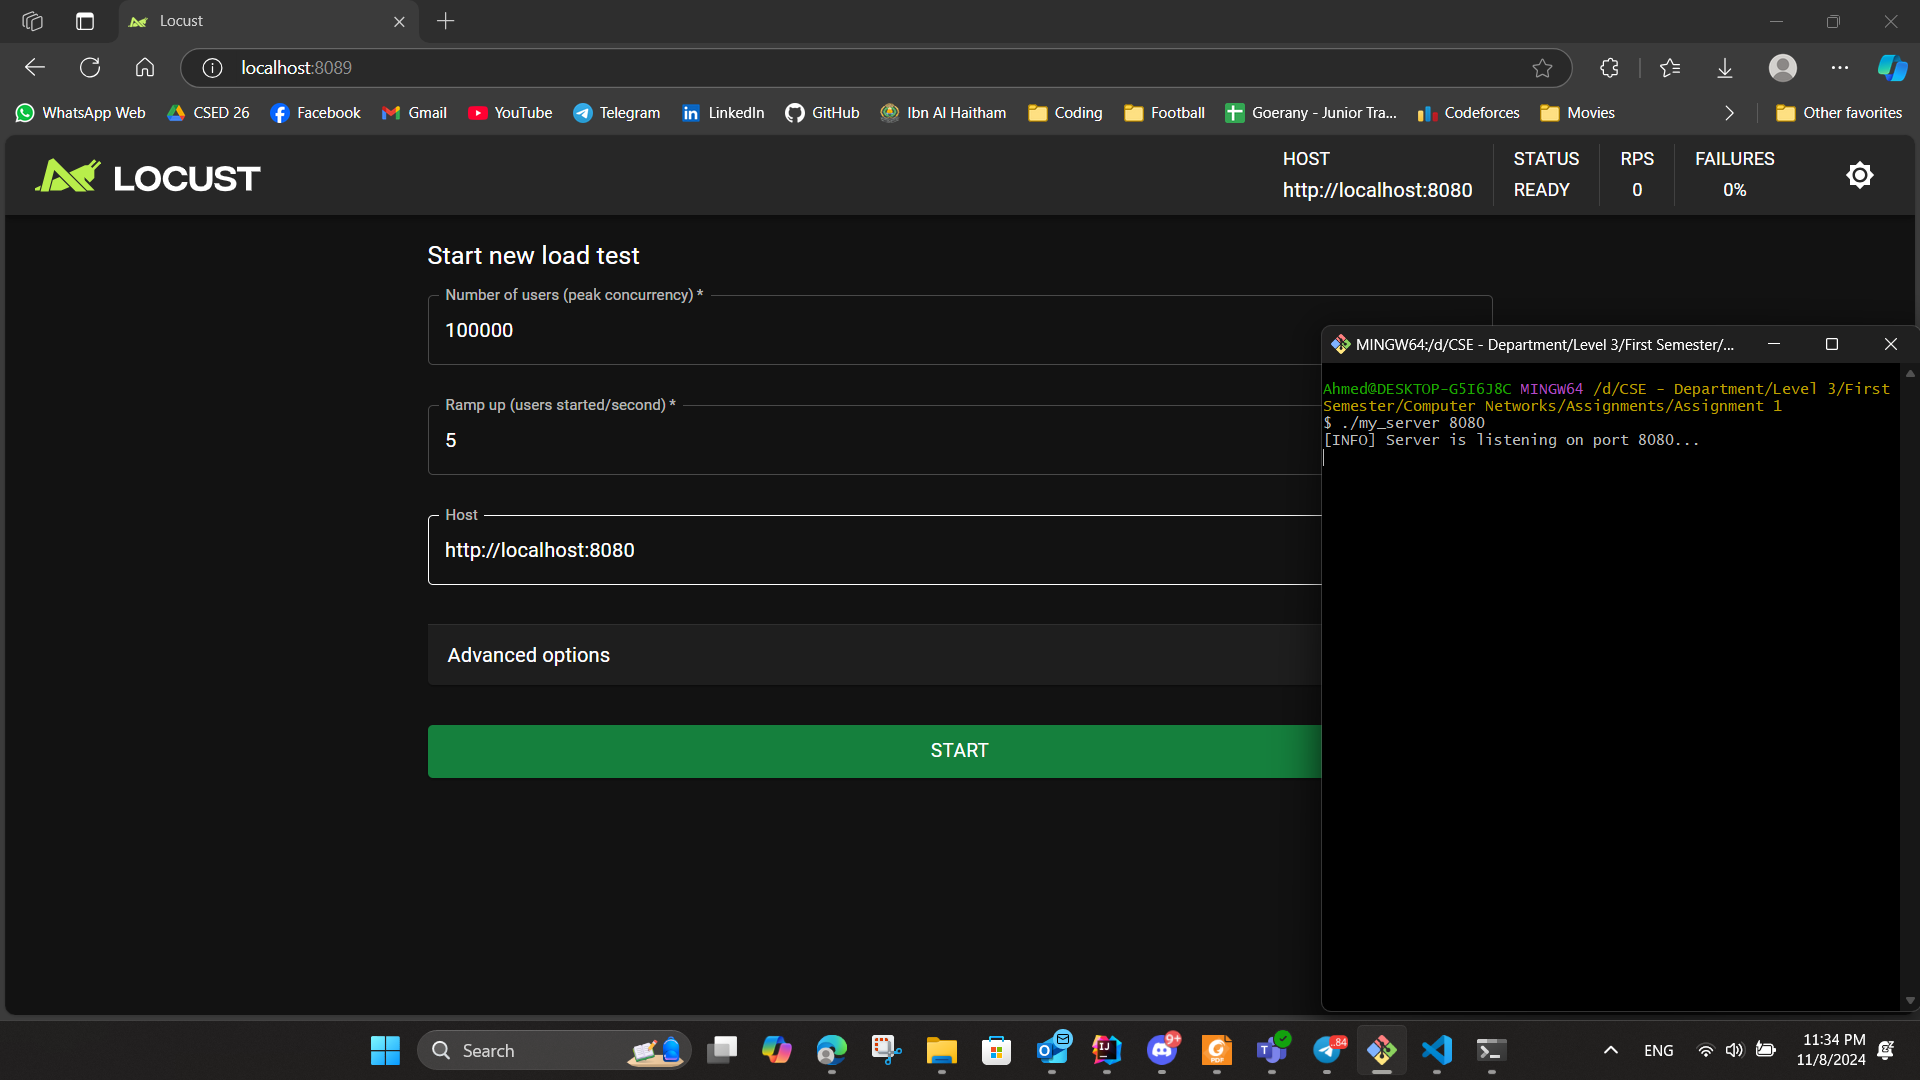 Locust
localhost:8089
WhatsApp Web
CSED 26
Facebook
Gmail
YouTube
Telegram
LinkedIn
GitHub
Ibn Al Haitham
Coding
Football
Goerany - Junior Tra...
Codeforces
Movies
Other favorites
LOCUST
HOST
http://localhost:8080
STATUS
READY
RPS
0
FAILURES
0%
Start new load test
Number of users (peak concurrency) *
100000
Ramp up (users started/second) *
5
Host
http://localhost:8080
Advanced options
START
MINGW64:/d/CSE - Department/Level 3/First Semester/...
Ahmed@DESKTOP-G5I6J8C MINGW64 /d/CSE - Department/Level 3/First
Semester/Computer Networks/Assignments/Assignment 1
$ ./my_server 8080
[INFO] Server is listening on port 8080...
Search
9+
..84
ENG
11:34 PM
11/8/2024